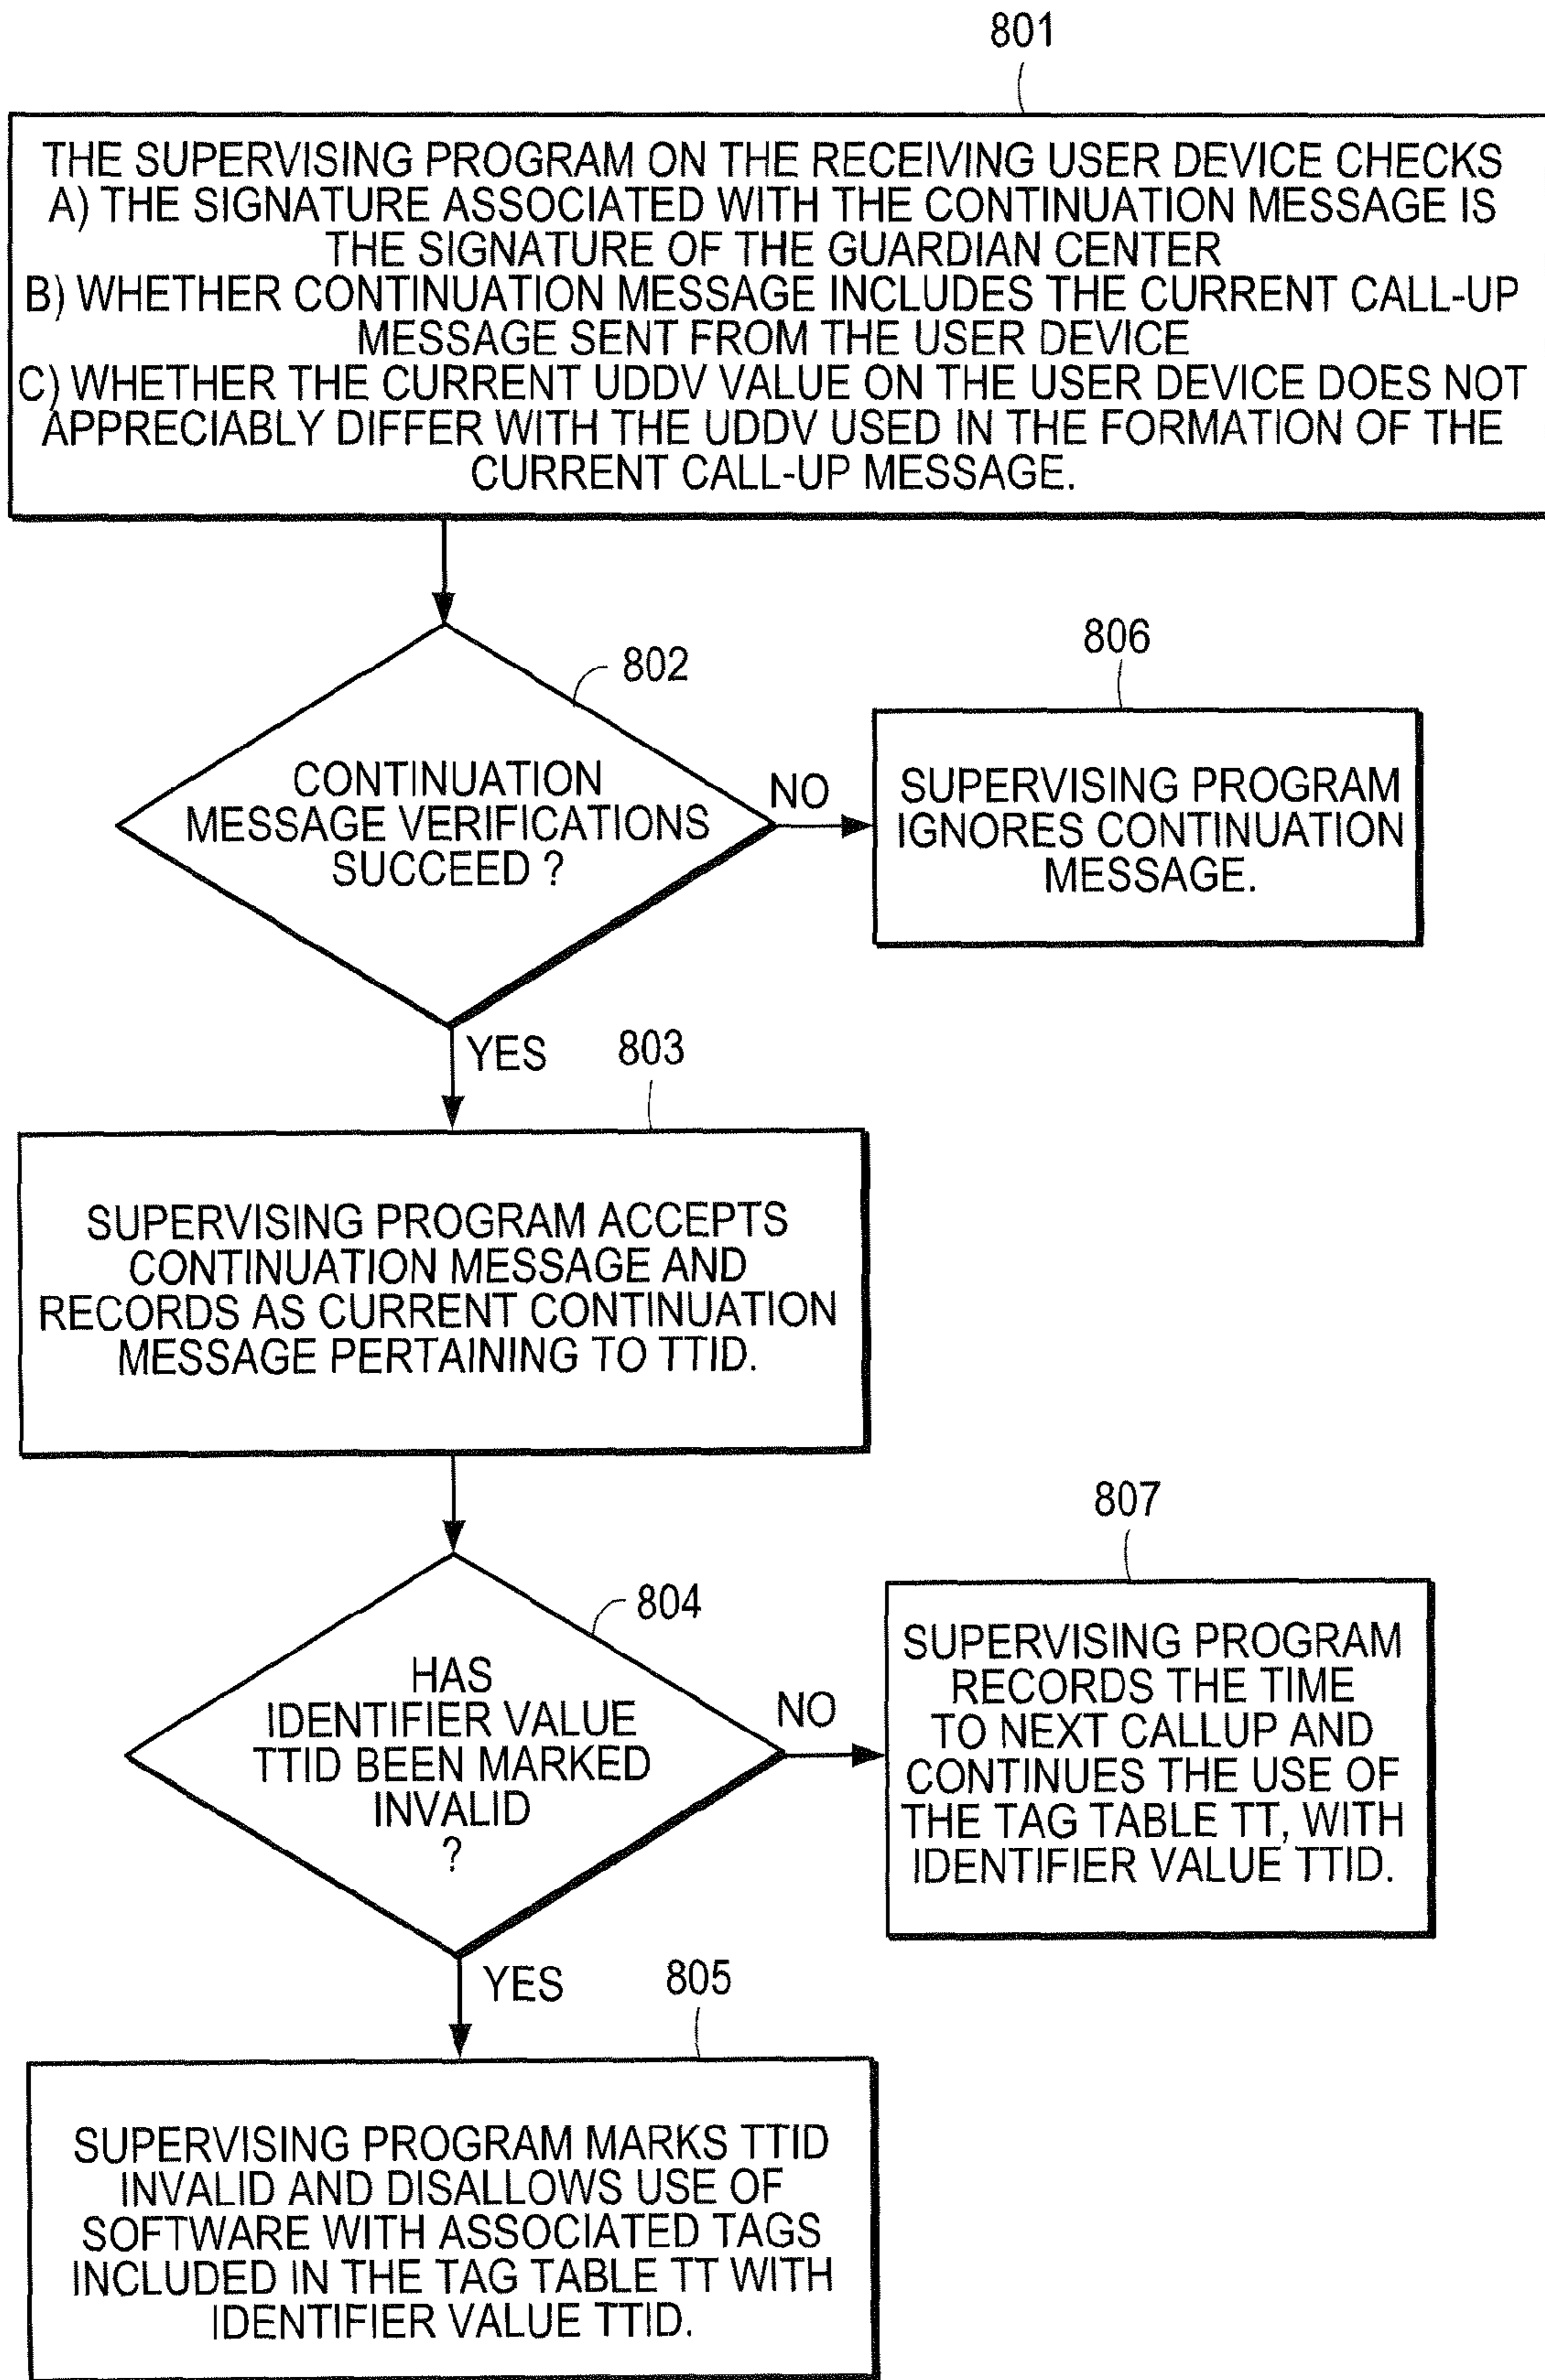 801
THE SUPERVISING PROGRAM ON THE RECEIVING USER DEVICE CHECKS
A) THE SIGNATURE ASSOCIATED WITH THE CONTINUATION MESSAGE IS
THE SIGNATURE OF THE GUARDIAN CENTER
B) WHETHER CONTINUATION MESSAGE INCLUDES THE CURRENT CALL-UP
MESSAGE SENT FROM THE USER DEVICE
C) WHETHER THE CURRENT UDDV VALUE ON THE USER DEVICE DOES NOT
APPRECIABLY DIFFER WITH THE UDDV USED IN THE FORMATION OF THE
CURRENT CALL-UP MESSAGE.
802
CONTINUATION
MESSAGE VERIFICATIONS
SUCCEED ?
NO
806
SUPERVISING PROGRAM
IGNORES CONTINUATION
MESSAGE.
YES
803
SUPERVISING PROGRAM ACCEPTS
CONTINUATION MESSAGE AND
RECORDS AS CURRENT CONTINUATION
MESSAGE PERTAINING TO TTID.
804
HAS
IDENTIFIER VALUE
TTID BEEN MARKED
INVALID
?
NO
807
SUPERVISING PROGRAM
RECORDS THE TIME
TO NEXT CALLUP AND
CONTINUES THE USE OF
THE TAG TABLE TT, WITH
IDENTIFIER VALUE TTID.
YES
805
SUPERVISING PROGRAM MARKS TTID
INVALID AND DISALLOWS USE OF
SOFTWARE WITH ASSOCIATED TAGS
INCLUDED IN THE TAG TABLE TT WITH
IDENTIFIER VALUE TTID.